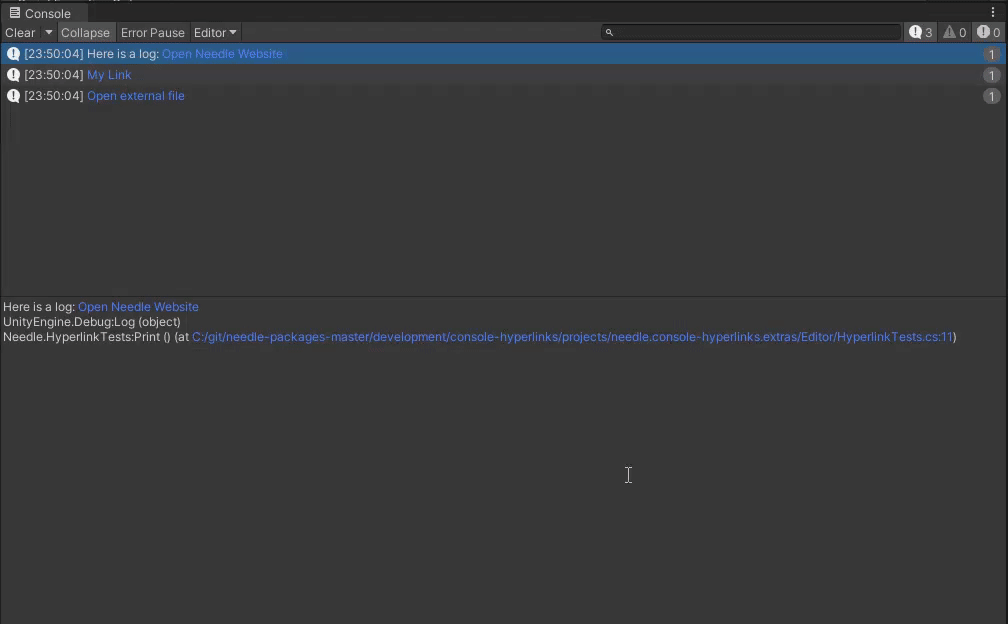 Console
Clear Collapse Error Pause Editor 3 0 0
[23:50:04] Here is a log: Open Needle Website 1
[23:50:04] My Link 1
[23:50:04] Open external file 1
Here is a log: Open Needle Website
UnityEngine.Debug:Log (object)
Needle.HyperlinkTests:Print () (at C:/git/needle-packages-master/development/console-hyperlinks/projects/needle.console-hyperlinks.extras/Editor/HyperlinkTests.cs:11)